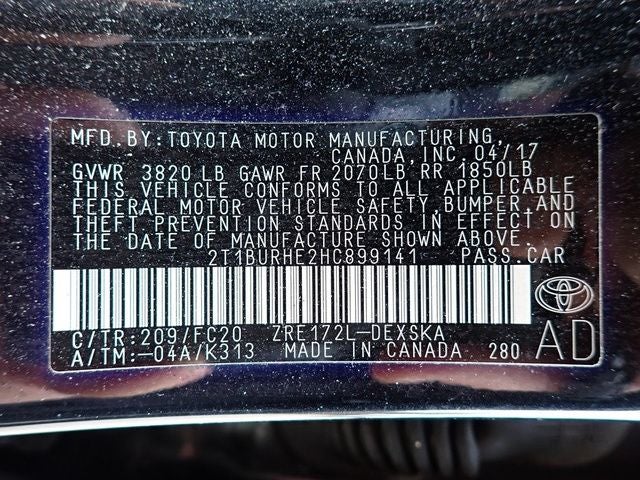 MFD. BY: TOYOTA MOTOR MANUFACTURING,
CANADA, INC. 04/17
GVWR 3820 LB GAWR FR 2070LB RR 1850LB
THIS VEHICLE CONFORMS TO ALL APPLICABLE
FEDERAL MOTOR VEHICLE SAFETY, BUMPER AND
THEFT PREVENTION STANDARDS IN EFFECT ON
THE DATE OF MANUFACTURE SHOWN ABOVE.
2T1BURHE2HC899141 PASS.CAR
C/TR: 209/FC20 ZRE172L-DEXSKA
A/TM: -04A/K313 MADE IN CANADA 280 AD